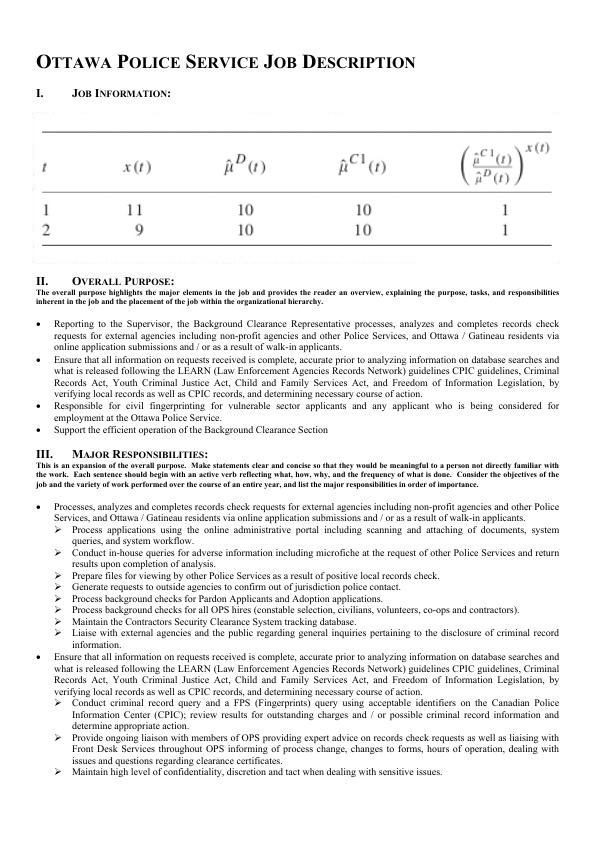 OTTAWA POLICE SERVICE JOB DESCRIPTION
I. JOB INFORMATION:
t x(t) μ̂^D(t) μ̂^C1(t) (μ̂^C1(t)/μ̂^D(t))^x(t)
1 11 10 10 1
2 9 10 10 1
II. OVERALL PURPOSE:
The overall purpose highlights the major elements in the job and provides the reader an overview, explaining the purpose, tasks, and responsibilities
inherent in the job and the placement of the job within the organizational hierarchy.
• Reporting to the Supervisor, the Background Clearance Representative processes, analyzes and completes records check
requests for external agencies including non-profit agencies and other Police Services, and Ottawa / Gatineau residents via
online application submissions and / or as a result of walk-in applicants.
• Ensure that all information on requests received is complete, accurate prior to analyzing information on database searches and
what is released following the LEARN (Law Enforcement Agencies Records Network) guidelines CPIC guidelines, Criminal
Records Act, Youth Criminal Justice Act, Child and Family Services Act, and Freedom of Information Legislation, by
verifying local records as well as CPIC records, and determining necessary course of action.
• Responsible for civil fingerprinting for vulnerable sector applicants and any applicant who is being considered for
employment at the Ottawa Police Service.
• Support the efficient operation of the Background Clearance Section
III. MAJOR RESPONSIBILITIES:
This is an expansion of the overall purpose. Make statements clear and concise so that they would be meaningful to a person not directly familiar with
the work. Each sentence should begin with an active verb reflecting what, how, why, and the frequency of what is done. Consider the objectives of the
job and the variety of work performed over the course of an entire year, and list the major responsibilities in order of importance.
• Processes, analyzes and completes records check requests for external agencies including non-profit agencies and other Police
Services, and Ottawa / Gatineau residents via online application submissions and / or as a result of walk-in applicants.
➢ Process applications using the online administrative portal including scanning and attaching of documents, system
queries, and system workflow.
➢ Conduct in-house queries for adverse information including microfiche at the request of other Police Services and return
results upon completion of analysis.
➢ Prepare files for viewing by other Police Services as a result of positive local records check.
➢ Generate requests to outside agencies to confirm out of jurisdiction police contact.
➢ Process background checks for Pardon Applicants and Adoption applications.
➢ Process background checks for all OPS hires (constable selection, civilians, volunteers, co-ops and contractors).
➢ Maintain the Contractors Security Clearance System tracking database.
➢ Liaise with external agencies and the public regarding general inquiries pertaining to the disclosure of criminal record
information.
• Ensure that all information on requests received is complete, accurate prior to analyzing information on database searches and
what is released following the LEARN (Law Enforcement Agencies Records Network) guidelines CPIC guidelines, Criminal
Records Act, Youth Criminal Justice Act, Child and Family Services Act, and Freedom of Information Legislation, by
verifying local records as well as CPIC records, and determining necessary course of action.
➢ Conduct criminal record query and a FPS (Fingerprints) query using acceptable identifiers on the Canadian Police
Information Center (CPIC); review results for outstanding charges and / or possible criminal record information and
determine appropriate action.
➢ Provide ongoing liaison with members of OPS providing expert advice on records check requests as well as liaising with
Front Desk Services throughout OPS informing of process change, changes to forms, hours of operation, dealing with
issues and questions regarding clearance certificates.
➢ Maintain high level of confidentiality, discretion and tact when dealing with sensitive issues.